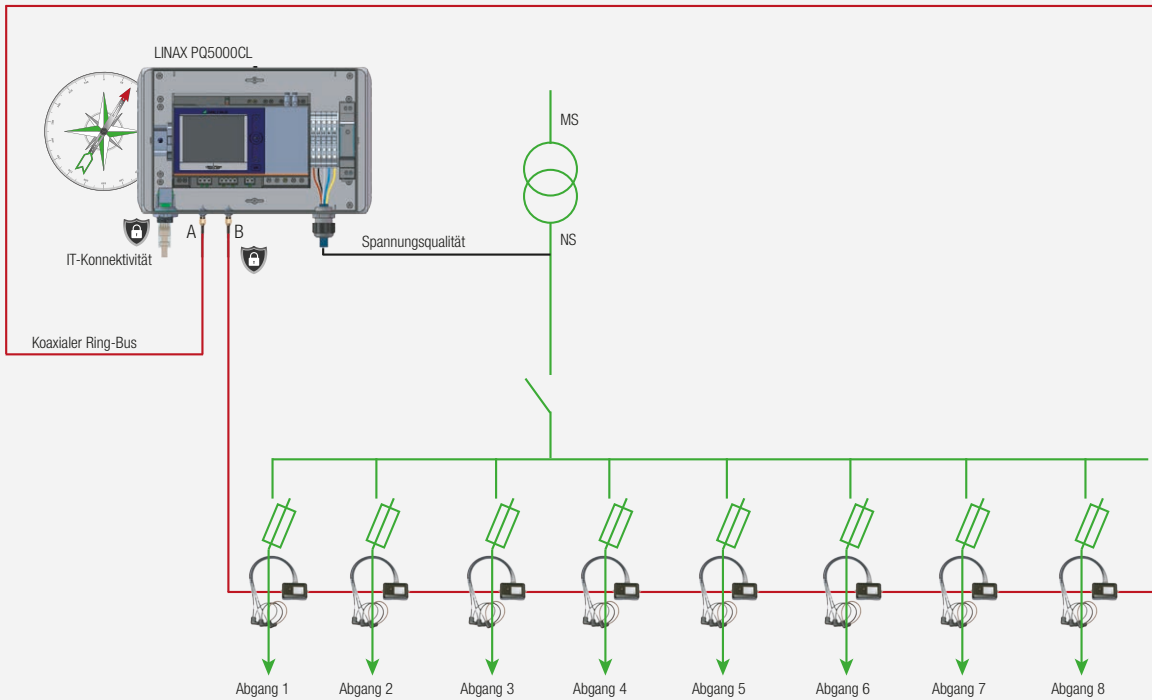 LINAX PQ5000CL
MS
NS
Spannungsqualität
A
B
IT-Konnektivität
Koaxialer Ring-Bus
Abgang 1
Abgang 2
Abgang 3
Abgang 4
Abgang 5
Abgang 6
Abgang 7
Abgang 8